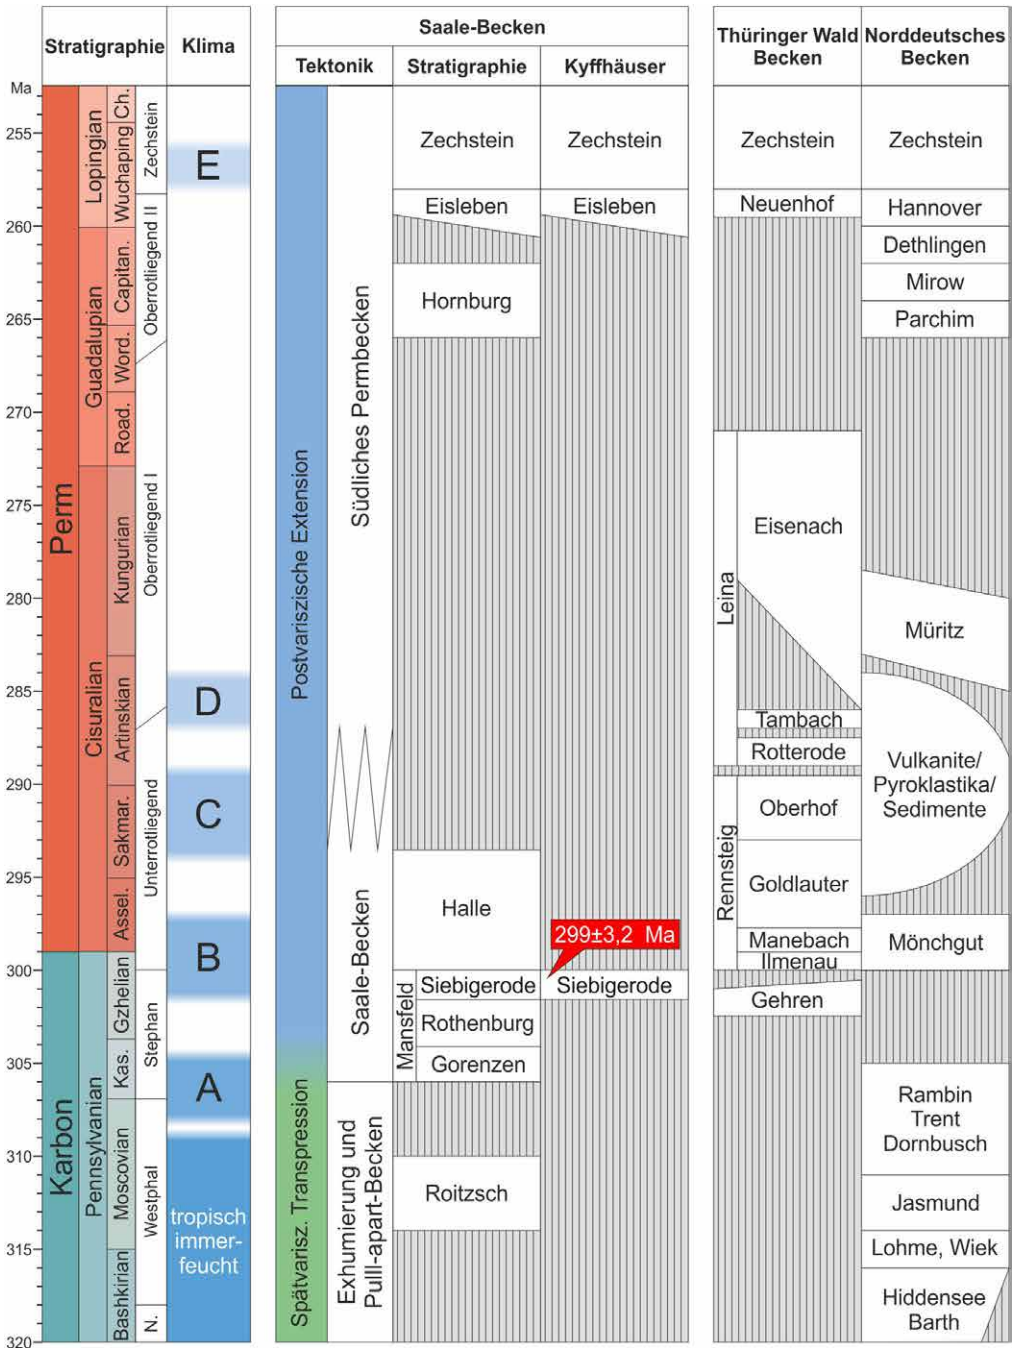 Stratigraphie
Klima
Saale-Becken
Tektonik
Stratigraphie
Kyffhäuser
Thüringer Wald
Becken
Norddeutsches
Becken
Ma
255
260
265
270
275
280
285
290
295
300
305
310
315
320
Perm
Karbon
Lopingian
Guadalupian
Cisuralian
Pennsylvanian
Ch.
Wuchaping
Capitan.
Word.
Road.
Kungurian
Artinskian
Sakmar.
Assel.
Gzhelian
Kas.
Moscovian
Bashkirian
Zechstein
Oberrotliegend II
Oberrotliegend I
Unterrotliegend
Stephan
Westphal
N.
E
D
C
B
A
tropisch
immer-
feucht
Postvariszische Extension
Spätvarisz. Transpression
Südliches Permbecken
Saale-Becken
Exhumierung und
Pulll-apart-Becken
Zechstein
Eisleben
Hornburg
Halle
Mansfeld
Siebigerode
Rothenburg
Gorenzen
Roitzsch
Zechstein
Eisleben
299±3,2 Ma
Siebigerode
Zechstein
Neuenhof
Leina
Eisenach
Tambach
Rotterode
Rennsteig
Oberhof
Goldlauter
Manebach
Ilmenau
Gehren
Zechstein
Hannover
Dethlingen
Mirow
Parchim
Müritz
Vulkanite/
Pyroklastika/
Sedimente
Mönchgut
Rambin
Trent
Dornbusch
Jasmund
Lohme, Wiek
Hiddensee
Barth